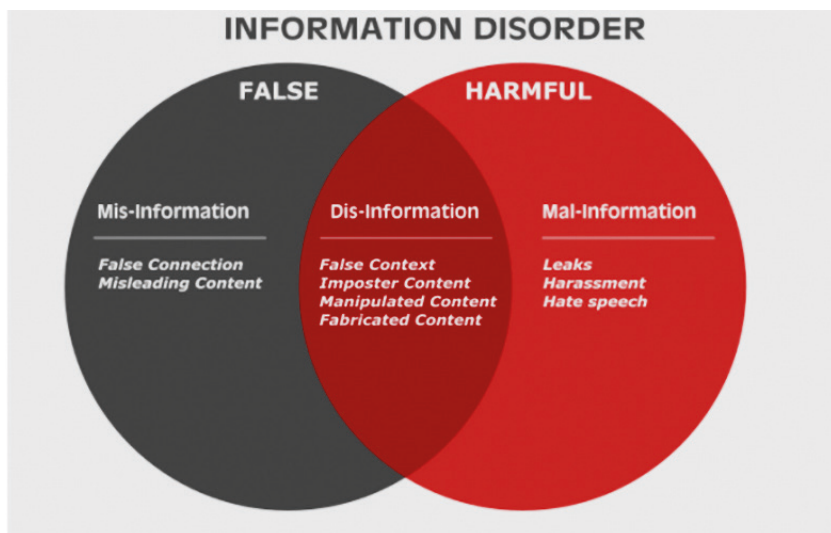 INFORMATION DISORDER
FALSE
HARMFUL
Mis-Information
False Connection
Misleading Content
Dis-Information
False Context
Imposter Content
Manipulated Content
Fabricated Content
Mal-Information
Leaks
Harassment
Hate speech